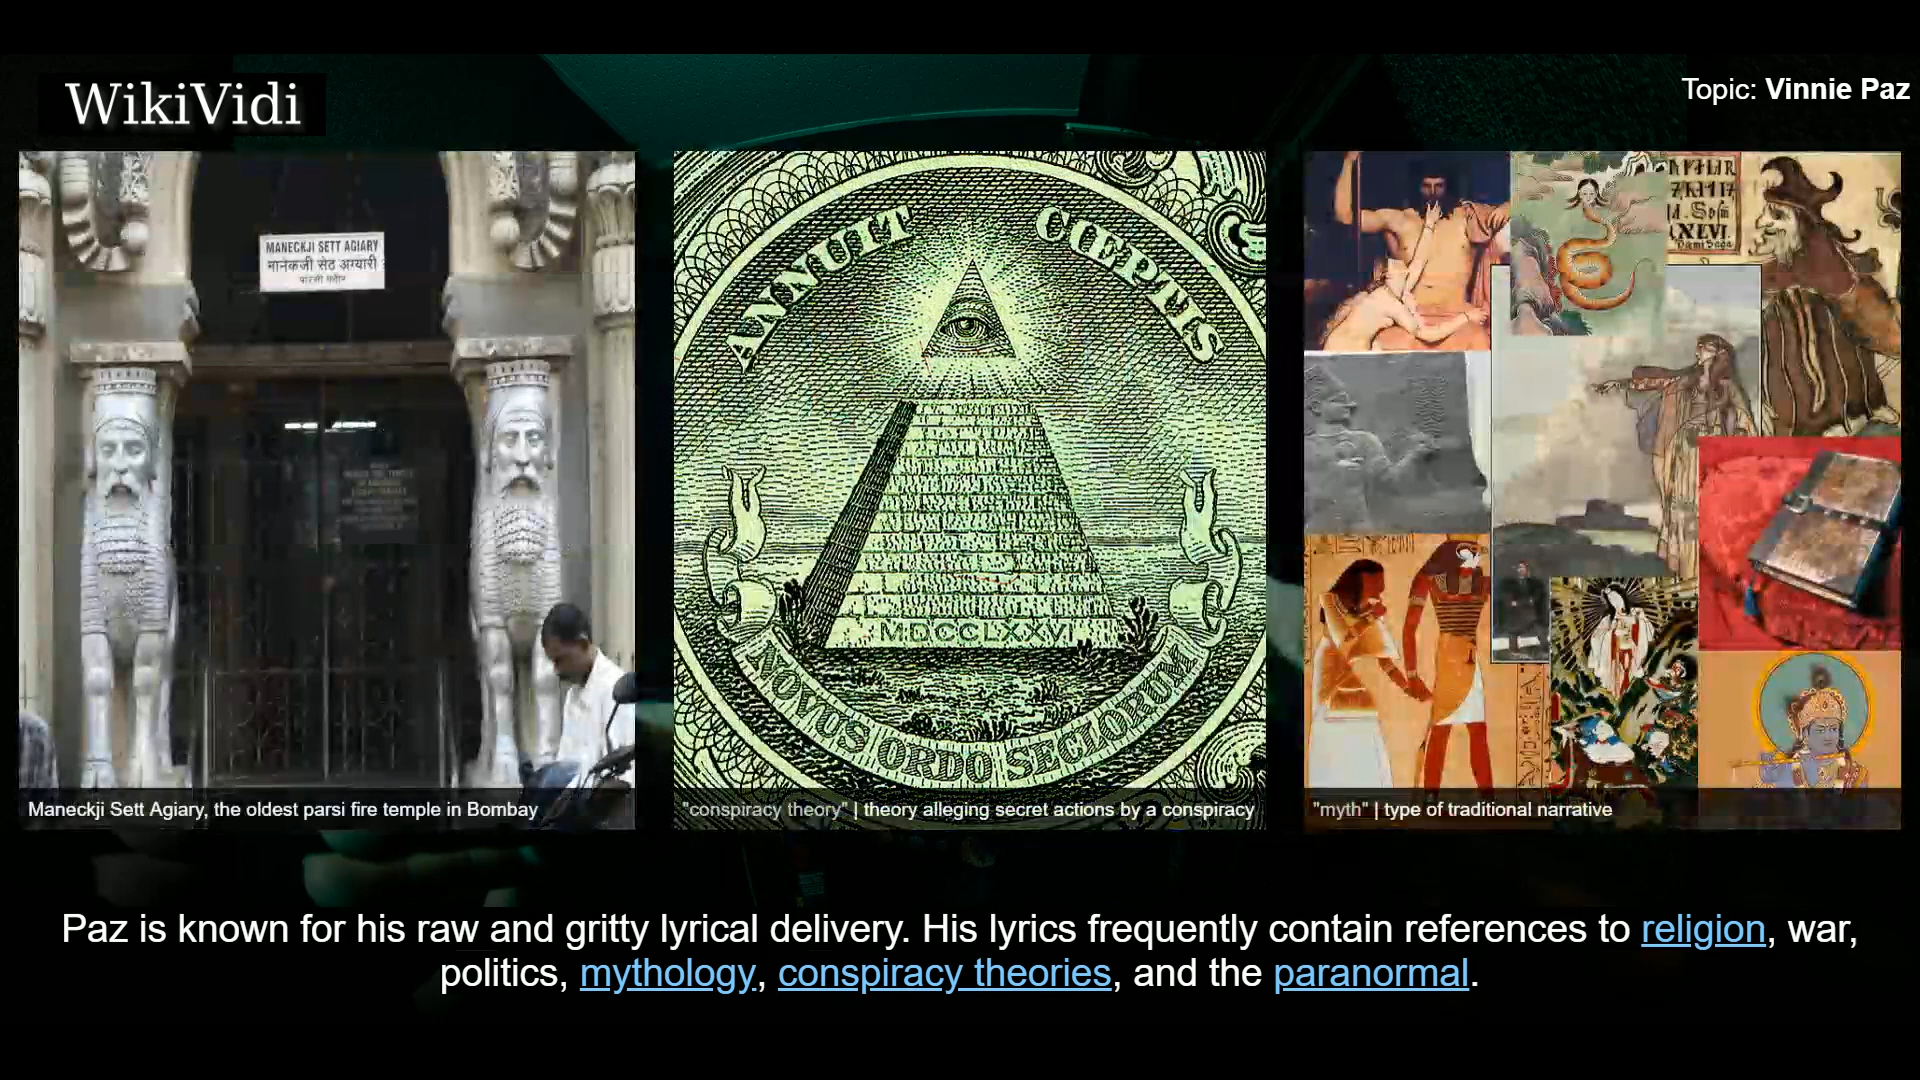 WikiVidi
Topic: Vinnie Paz
MANECKJI SETT AGIARY
मानेकजी सेठ अग्यारी
Maneckji Sett Agiary, the oldest parsi fire temple in Bombay
ANNUIT CŒPTIS
MDCCLXXVI
NOVUS ORDO SECLORUM
"conspiracy theory" | theory alleging secret actions by a conspiracy
"myth" | type of traditional narrative
Paz is known for his raw and gritty lyrical delivery. His lyrics frequently contain references to religion, war,
politics, mythology, conspiracy theories, and the paranormal.